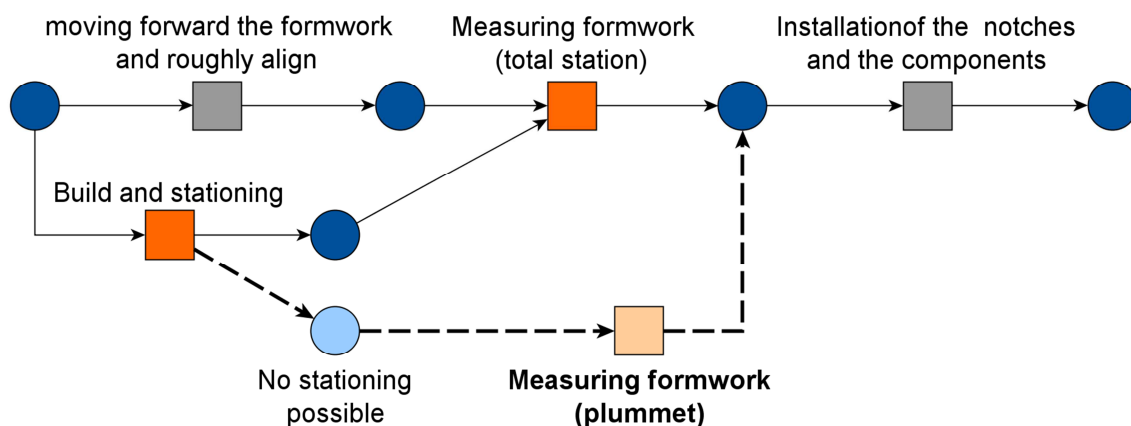 moving forward the formwork
and roughly align
Measuring formwork
(total station)
Installationof the notches
and the components
Build and stationing
No stationing
possible
Measuring formwork
(plummet)